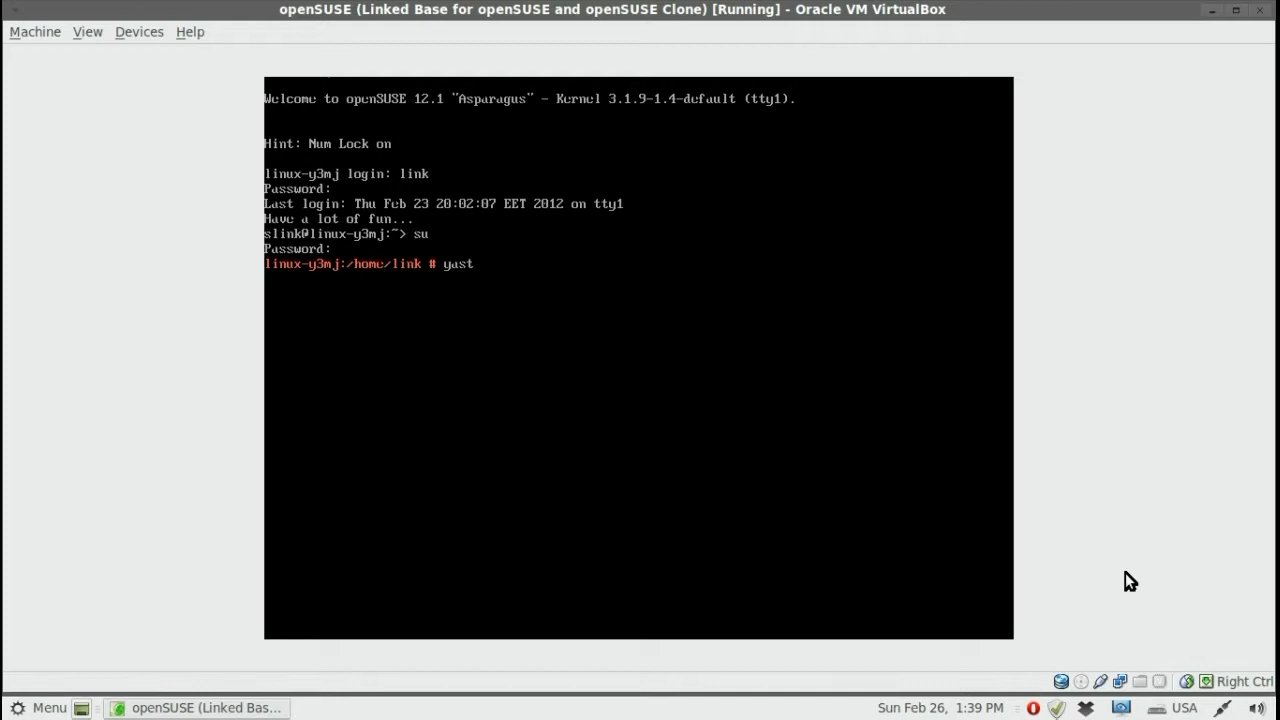 openSUSE (Linked Base for openSUSE and openSUSE Clone) [Running] - Oracle VM VirtualBox
Machine View Devices Help
Welcome to openSUSE 12.1 "Asparagus" - Kernel 3.1.9-1.4-default (tty1).
Hint: Num Lock on
linux-y3mj login: link
Password:
Last login: Thu Feb 23 20:02:07 EET 2012 on tty1
Have a lot of fun...
slink@linux-y3mj:~> su
Password:
linux-y3mj:/home/link # yast
Right Ctrl
Menu openSUSE (Linked Bas... Sun Feb 26, 1:39 PM USA